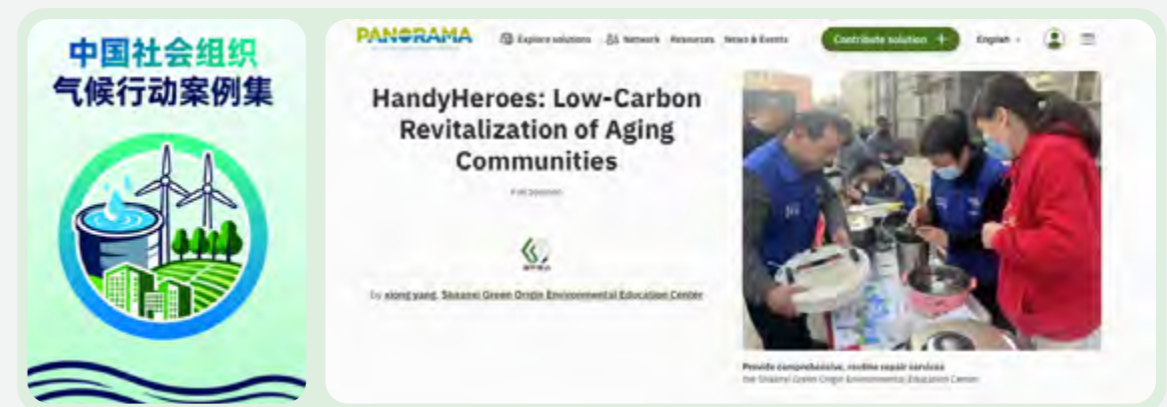 中国社会组织
气候行动案例集
PANORAMA
Explore solutions Network Resources News & Events Contribute solution + English
HandyHeroes: Low-Carbon
Revitalization of Aging
Communities
Full Solution
by xiong yang, Shaanxi Green Origin Environmental Education Center
Provide comprehensive, routine repair services
the Shaanxi Green Origin Environmental Education Center